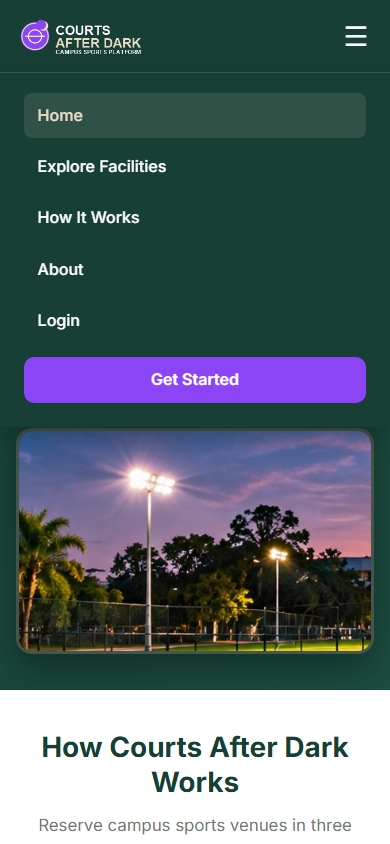 COURTS
AFTER DARK
CAMPUS SPORTS PLATFORM
Home
Explore Facilities
How It Works
About
Login
Get Started
How Courts After Dark
Works
Reserve campus sports venues in three